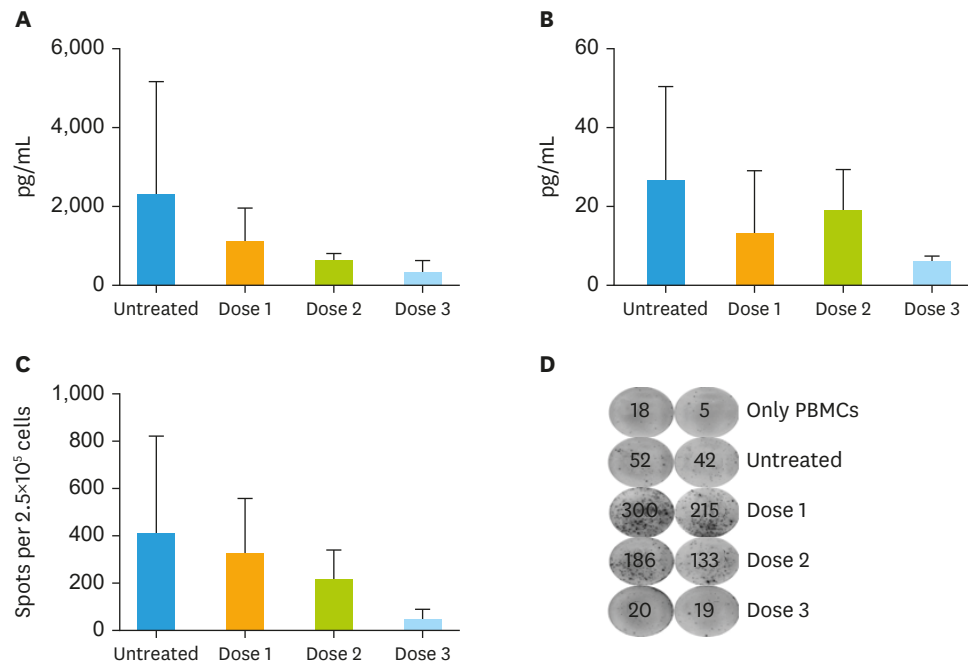 A
6,000
4,000
2,000
0
pg/mL
Untreated Dose 1 Dose 2 Dose 3
B
60
40
20
0
pg/mL
Untreated Dose 1 Dose 2 Dose 3
C
1,000
800
600
400
200
0
Spots per 2.5×10⁵ cells
Untreated Dose 1 Dose 2 Dose 3
D
18 5 Only PBMCs
52 42 Untreated
300 215 Dose 1
186 133 Dose 2
20 19 Dose 3